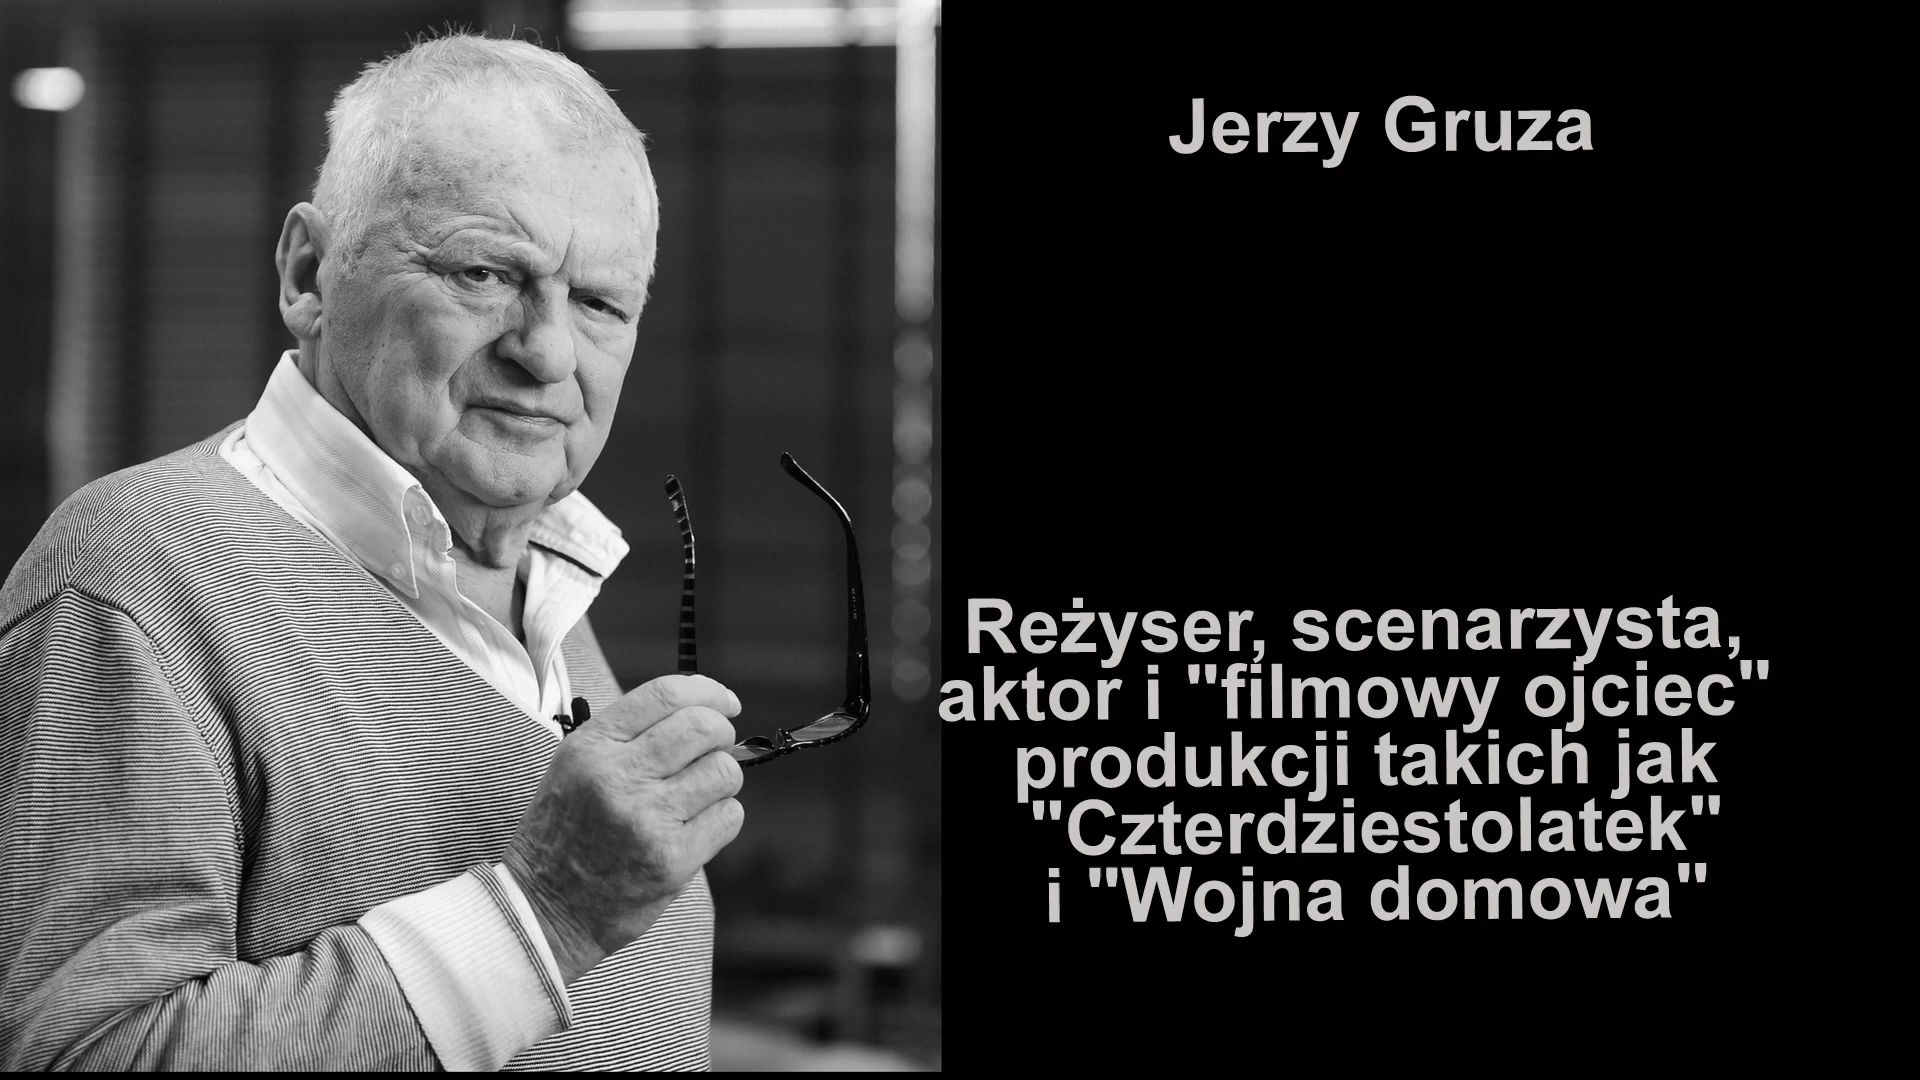 Jerzy Gruza
Reżyser, scenarzysta,
aktor i "filmowy ojciec"
produkcji takich jak
"Czterdziestolatek"
i "Wojna domowa"